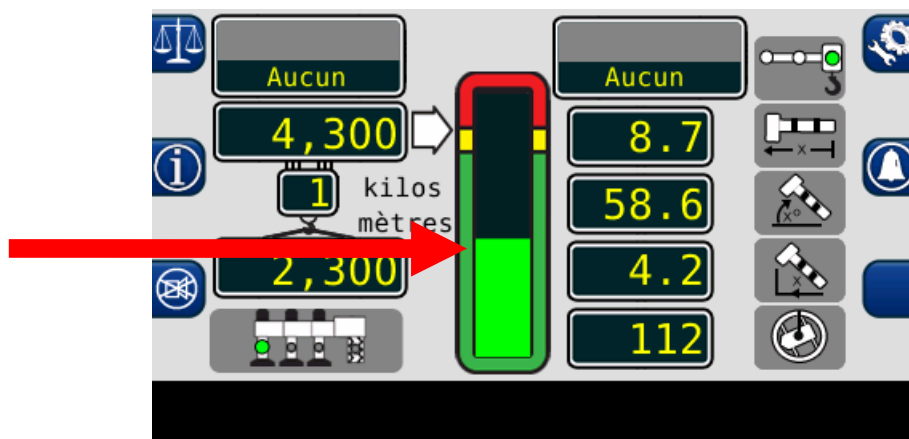 Aucun
Aucun
4,300
8.7
1
kilos
mètres
58.6
2,300
4.2
112
x
x°
x